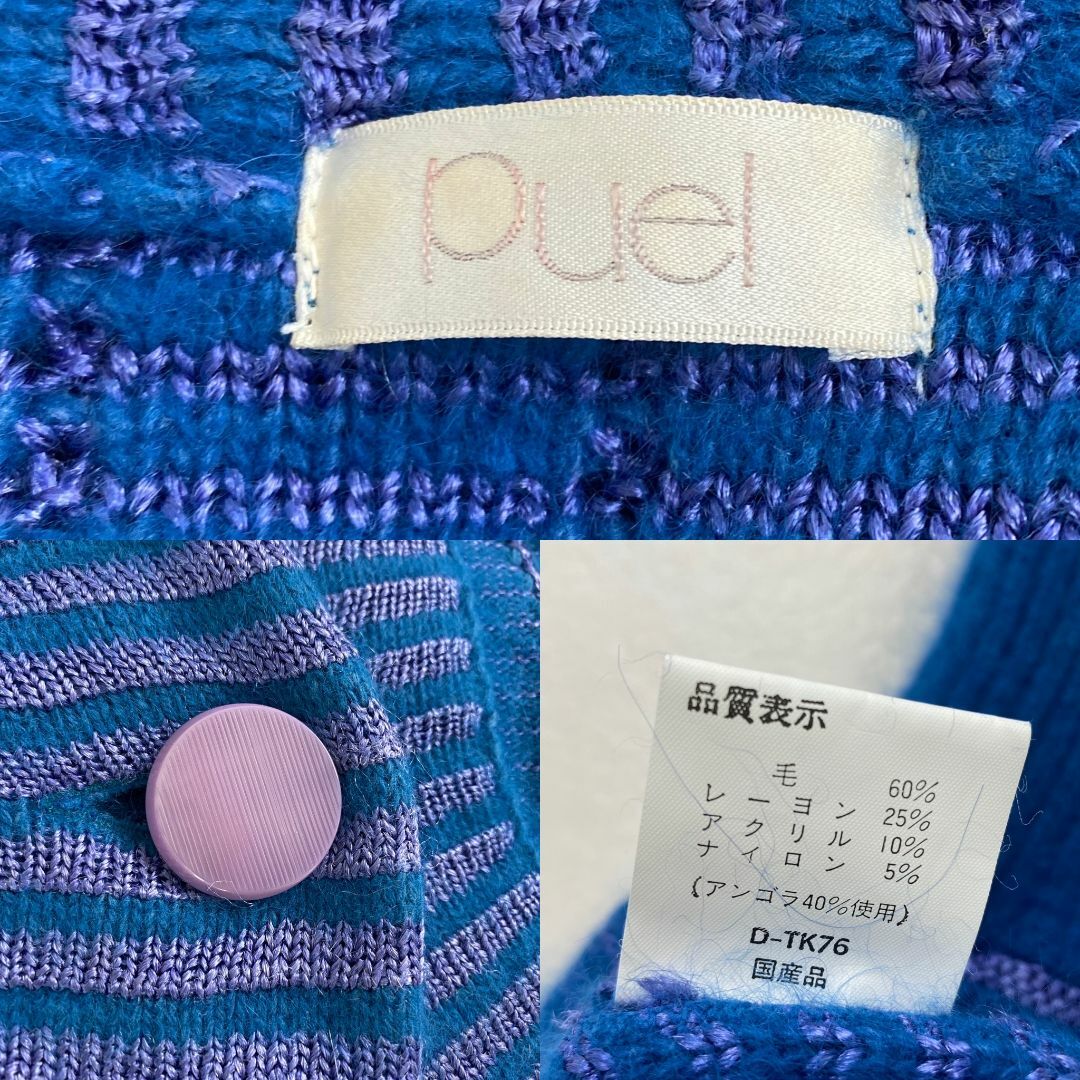 puel
品質表示
毛 60%
レーヨン 25%
アクリル 10%
ナイロン 5%
(アンゴラ40%使用)
D-TK76
国産品